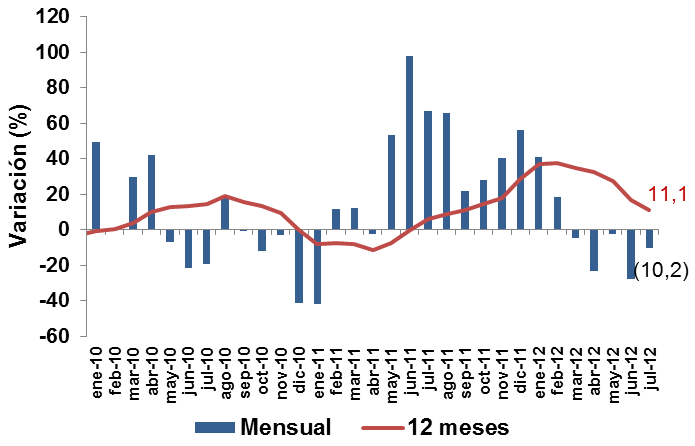 120
100
80
60
40
20
0
-20
-40
-60
Variación (%)
11,1
(10,2)
ene-10
feb-10
mar-10
abr-10
may-10
jun-10
jul-10
ago-10
sep-10
oct-10
nov-10
dic-10
ene-11
feb-11
mar-11
abr-11
may-11
jun-11
jul-11
ago-11
sep-11
oct-11
nov-11
dic-11
ene-12
feb-12
mar-12
abr-12
may-12
jun-12
jul-12
Mensual
12 meses